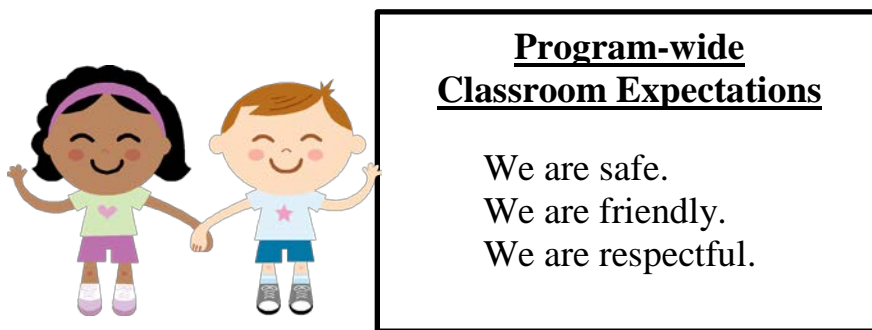 Program-wide
Classroom Expectations
We are safe.
We are friendly.
We are respectful.